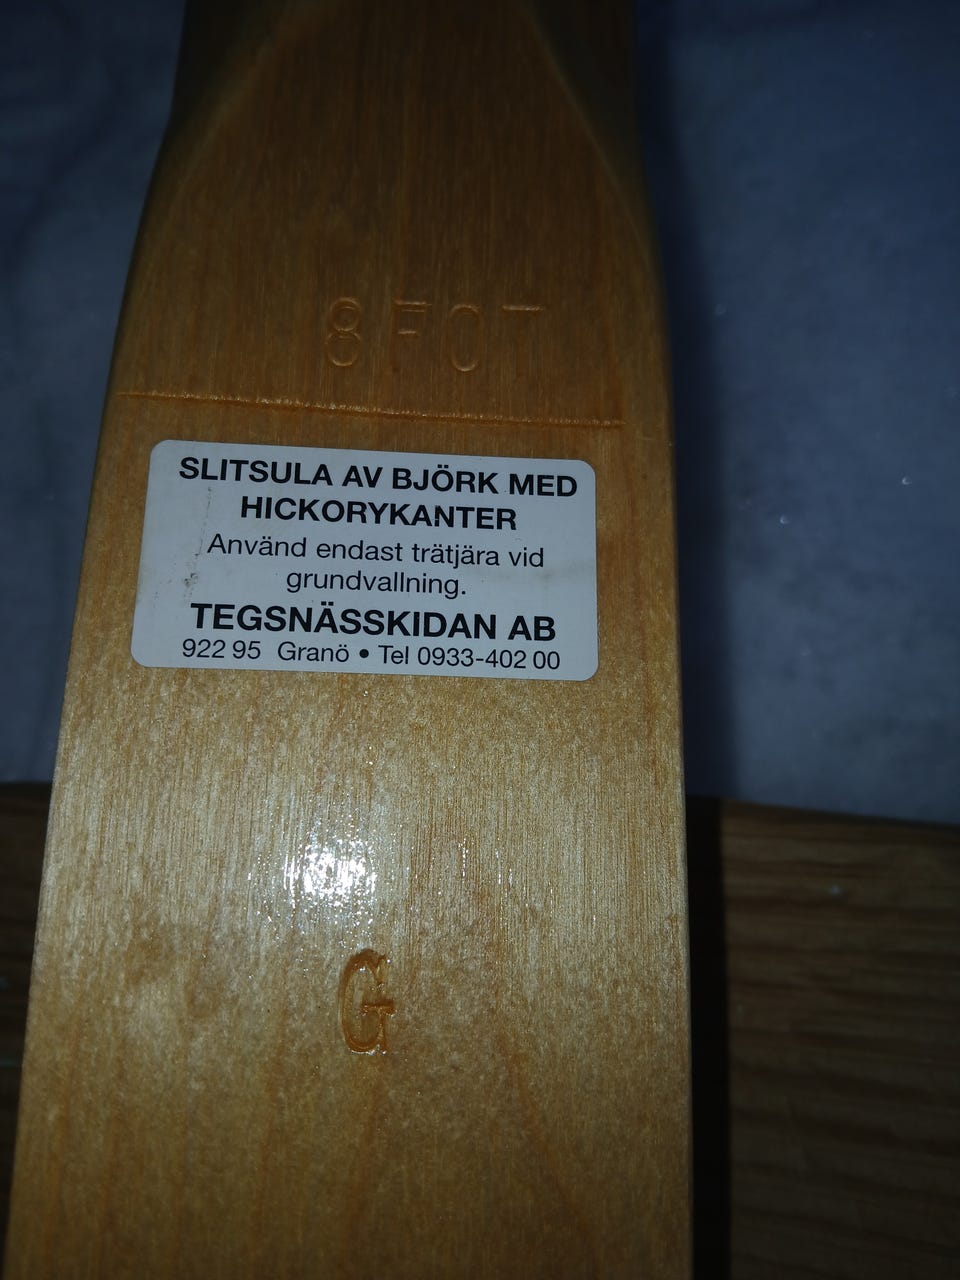 8FOT
SLITSULA AV BJÖRK MED
HICKORYKANTER
Använd endast trätjära vid
grundvallning.
TEGSNÄSSKIDAN AB
922 95 Granö • Tel 0933-402 00
G